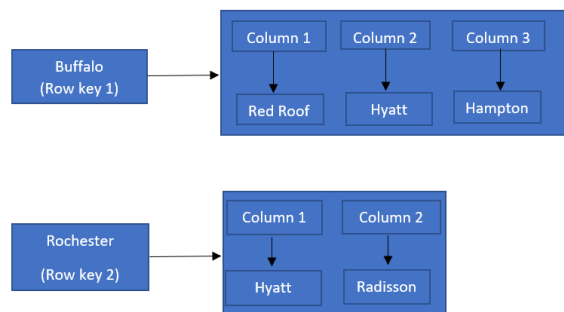 Column 1
Column 2
Column 3
Buffalo
(Row key 1)
Red Roof
Hyatt
Hampton
Column 1
Column 2
Rochester
(Row key 2)
Hyatt
Radisson